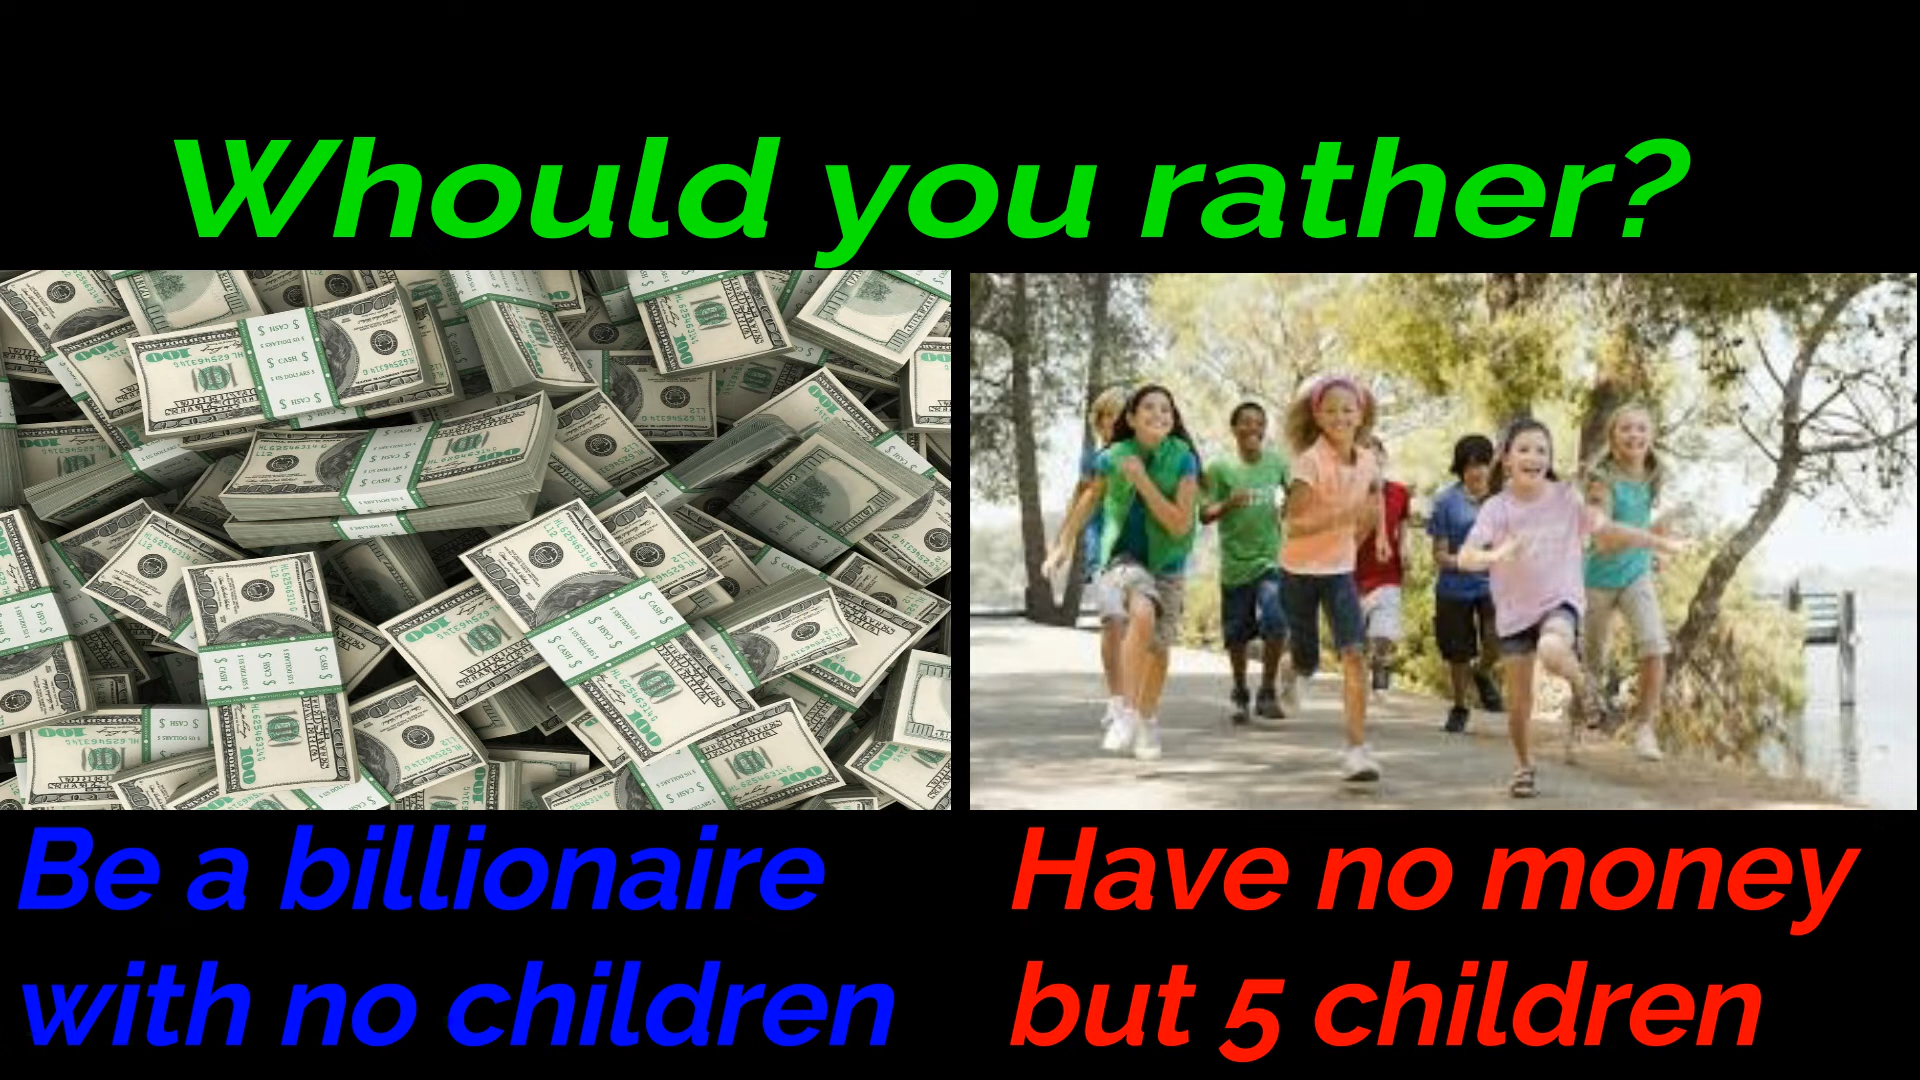 Whould you rather?
Be a billionaire
with no children
Have no money
but 5 children